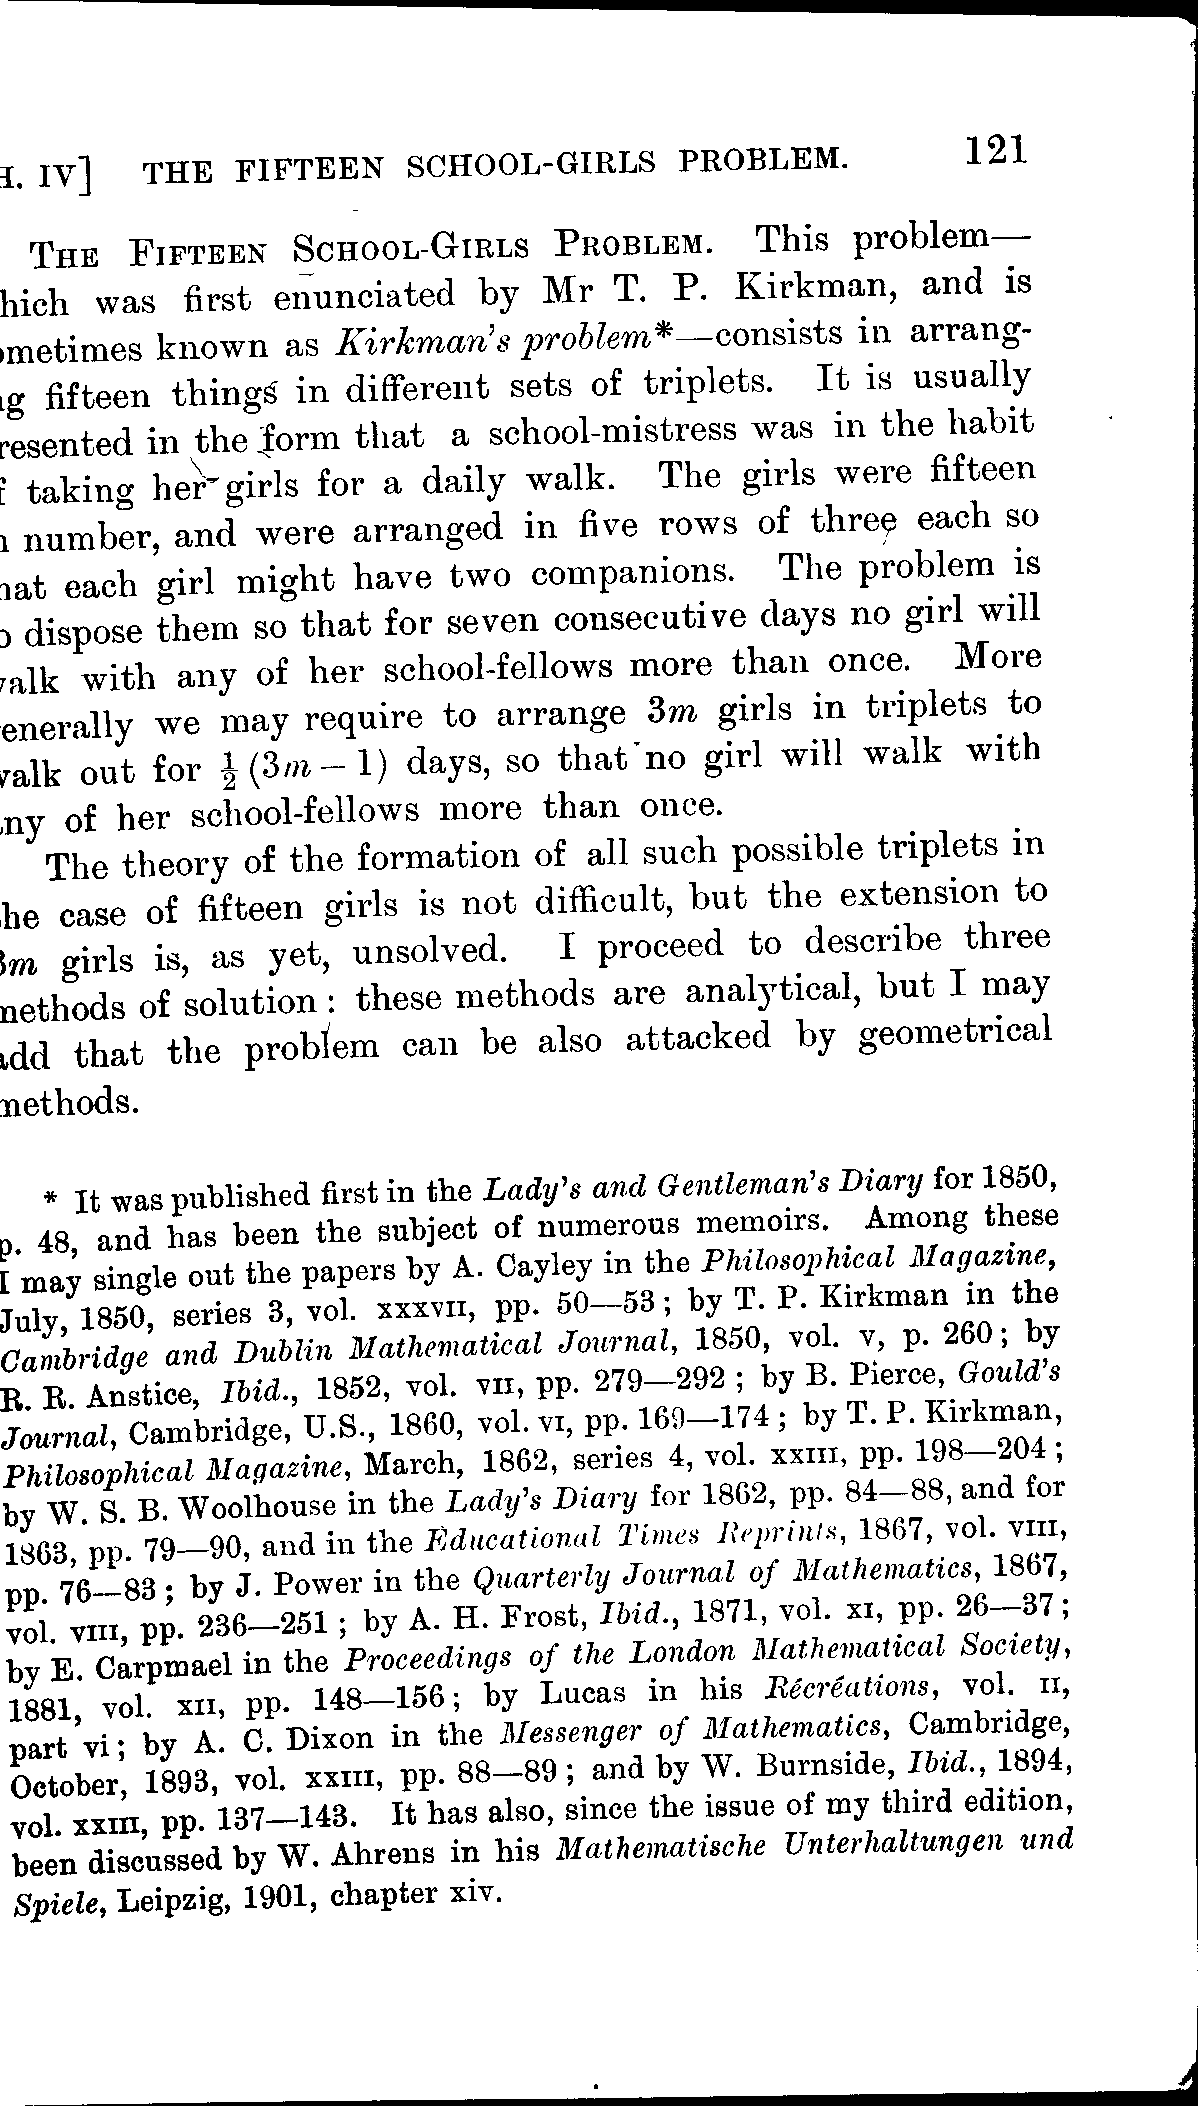 H. IV] THE FIFTEEN SCHOOL-GIRLS PROBLEM. 121
THE FIFTEEN SCHOOL-GIRLS PROBLEM. This problem—
hich was first enunciated by Mr T. P. Kirkman, and is
ometimes known as Kirkman's problem*—consists in arrang-
g fifteen things in different sets of triplets. It is usually
resented in the form that a school-mistress was in the habit
f taking her girls for a daily walk. The girls were fifteen
number, and were arranged in five rows of three each so
hat each girl might have two companions. The problem is
o dispose them so that for seven consecutive days no girl will
valk with any of her school-fellows more than once. More
enerally we may require to arrange 3m girls in triplets to
valk out for ½ (3m – 1) days, so that no girl will walk with
ny of her school-fellows more than once.
The theory of the formation of all such possible triplets in
he case of fifteen girls is not difficult, but the extension to
3m girls is, as yet, unsolved. I proceed to describe three
methods of solution: these methods are analytical, but I may
add that the problem can be also attacked by geometrical
methods.
* It was published first in the Lady's and Gentleman's Diary for 1850,
p. 48, and has been the subject of numerous memoirs. Among these
I may single out the papers by A. Cayley in the Philosophical Magazine,
July, 1850, series 3, vol. XXXVII, pp. 50—53; by T. P. Kirkman in the
Cambridge and Dublin Mathematical Journal, 1850, vol. V, p. 260; by
R. R. Anstice, Ibid., 1852, vol. VII, pp. 279—292; by B. Pierce, Gould's
Journal, Cambridge, U.S., 1860, vol. VI, pp. 169—174; by T. P. Kirkman,
Philosophical Magazine, March, 1862, series 4, vol. XXIII, pp. 198—204;
by W. S. B. Woolhouse in the Lady's Diary for 1862, pp. 84—88, and for
1863, pp. 79—90, and in the Educational Times Reprints, 1867, vol. VIII,
pp. 76—83; by J. Power in the Quarterly Journal of Mathematics, 1867,
vol. VIII, pp. 236—251; by A. H. Frost, Ibid., 1871, vol. XI, pp. 26—37;
by E. Carpmael in the Proceedings of the London Mathematical Society,
1881, vol. XII, pp. 148—156; by Lucas in his Récréations, vol. II,
part vi; by A. C. Dixon in the Messenger of Mathematics, Cambridge,
October, 1893, vol. XXIII, pp. 88—89; and by W. Burnside, Ibid., 1894,
vol. XXIII, pp. 137—143. It has also, since the issue of my third edition,
been discussed by W. Ahrens in his Mathematische Unterhaltungen und
Spiele, Leipzig, 1901, chapter xiv.